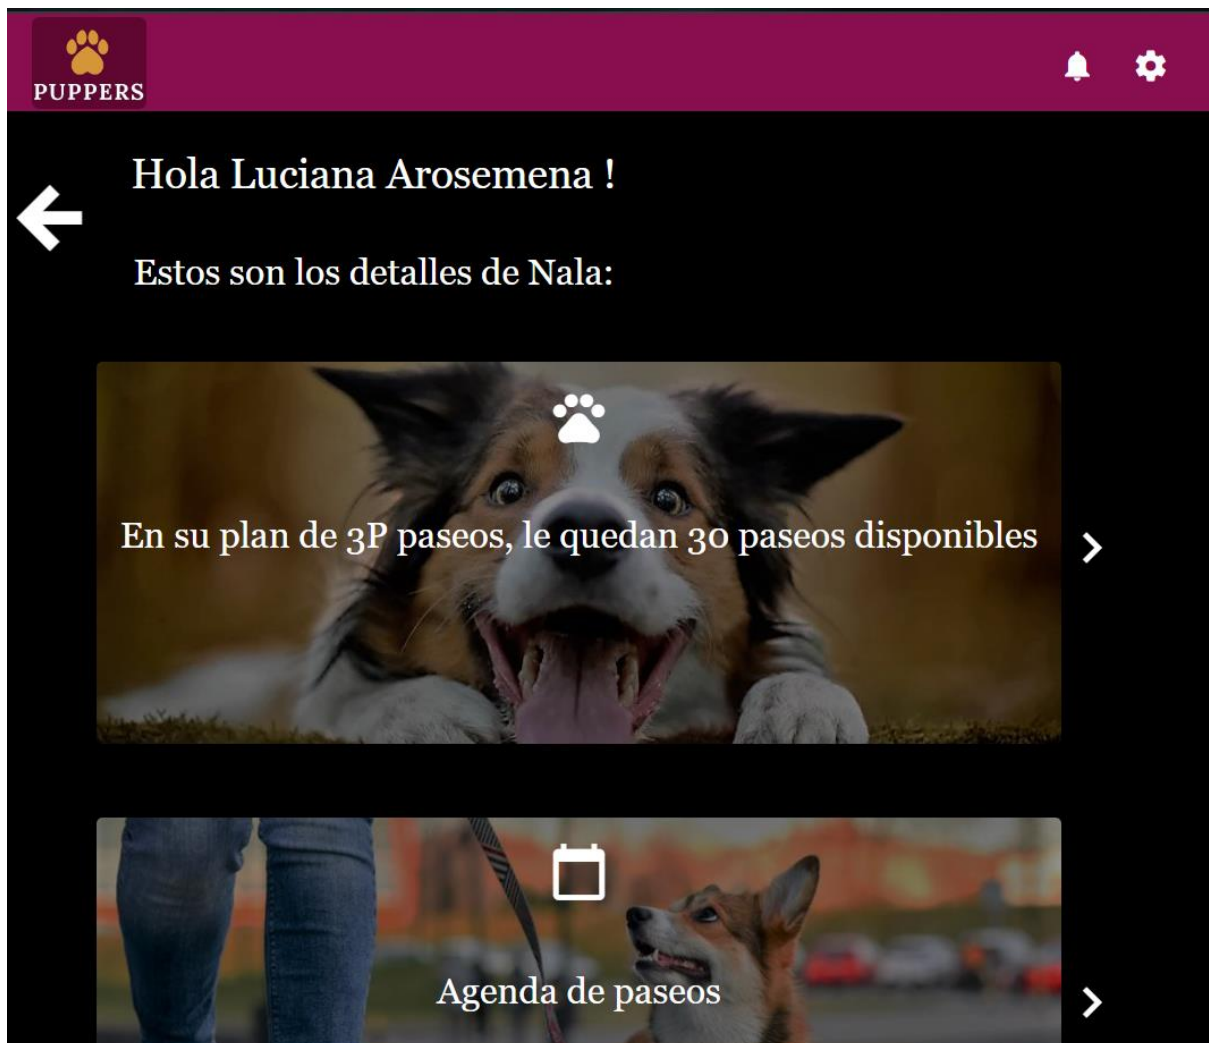 PUPPERS
Hola Luciana Arosemena !
Estos son los detalles de Nala:
En su plan de 3P paseos, le quedan 30 paseos disponibles
Agenda de paseos